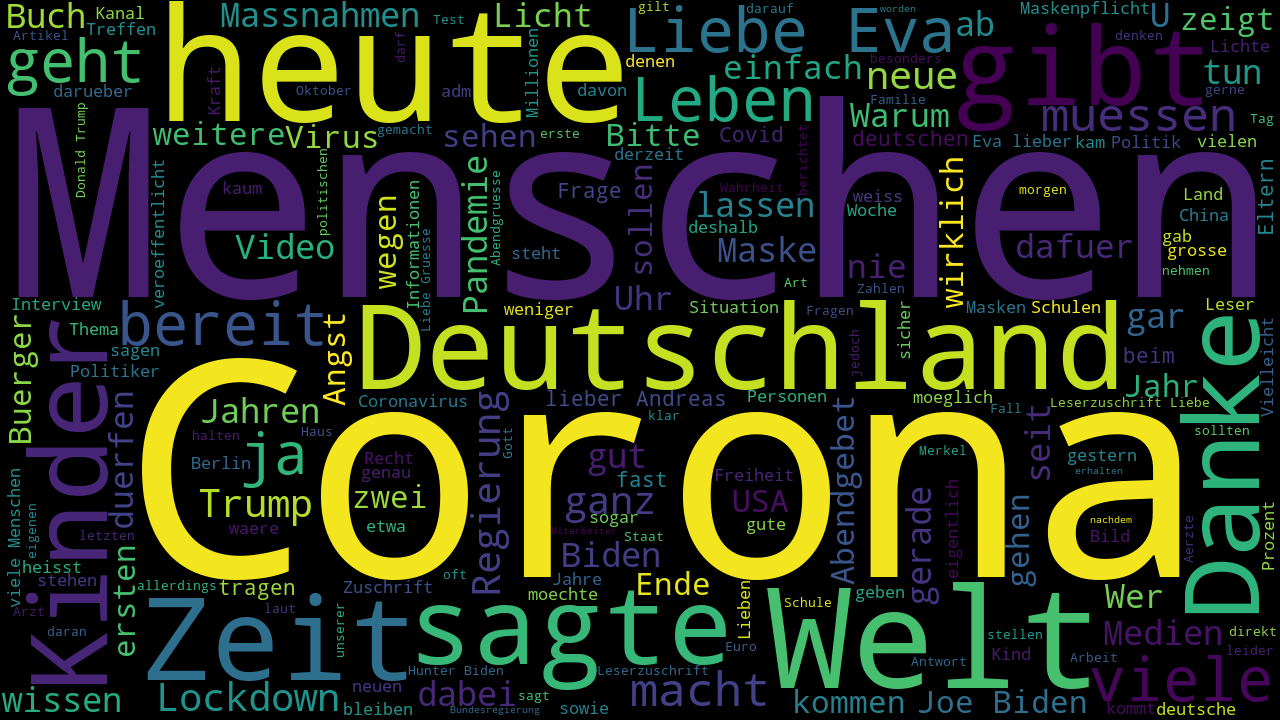 Buch Kanal Massnahmen Test Licht Liebe darauf worden gilt Maskenpflicht U zeigt
Artikel Treffen heute darf Millionen denen Eva ab gibt denken Lichte
geht Kraft Oktober adm davon einfach besonders neue tun
darueber Leben Familie gerne
Donald Trump weitere Virus gemacht sehen erste Bitte Covid Warum muessen Tag
derzeit deutschen Eva lieber kam Politik vielen
Menschen
veroeffentlicht kaum politischen Pandemie Abendgruesse Frage sollen Wahrheit berichtet weiss wirklich morgen Land Eltern
wegen Informationen lassen Woche China
Video Liebe Gruesse steht deshalb Maske nie dafuer gab grosse
Art Zahlen nehmen
Interview bereit Uhr weniger Situation Fragen Masken Schulen Leser
Thema Angst Deutschland sicher gar
Buerger sagen jedoch beim Danke Vielleicht
Politiker Jahr
Kinder Jahren Coronavirus lieber Andreas Personen moeglich Fall Leserzuschrift Liebe
halten Haus klar sollten
ja Regierung Gott gut Abendgebet Merkel seit gestern
duerfen Berlin Recht genau fast Freiheit erhalten
viele Menschen Trump zwei ganz USA Prozent
eigenen waere etwa sogar gute gerade eigentlich gehen nachdem
letzten Corona Mitarbeiter Staat Bild Aerzte
heisst Biden
stehen allerdings tragen Zuschrift oft Jahre Ende geben Wer
Arzt ersten moechte Lieben Schule
daran Zeit laut unserer sagte Welt stellen Medien direkt
Euro Kind leider
Hunter Biden Leserzuschrift Antwort Arbeit viele
wissen Lockdown neuen dabei sagt macht kommen Joe Biden
bleiben Bundesregierung sowie kommt deutsche